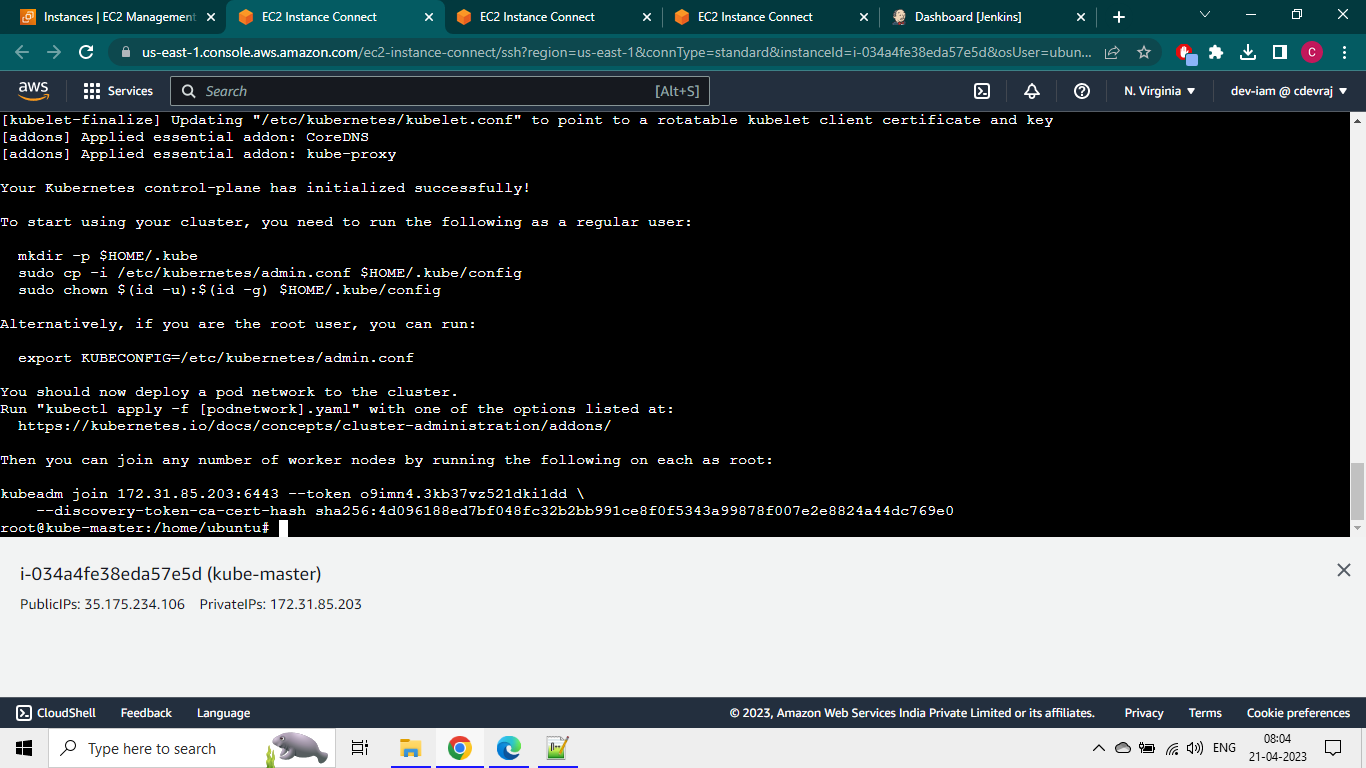 Instances | EC2 Management
EC2 Instance Connect
EC2 Instance Connect
EC2 Instance Connect
Dashboard [Jenkins]
us-east-1.console.aws.amazon.com/ec2-instance-connect/ssh?region=us-east-1&connType=standard&instanceId=i-034a4fe38eda57e5d&osUser=ubun...
C
aws
Services
Search
[Alt+S]
N. Virginia
dev-iam @ cdevraj
[kubelet-finalize] Updating "/etc/kubernetes/kubelet.conf" to point to a rotatable kubelet client certificate and key
[addons] Applied essential addon: CoreDNS
[addons] Applied essential addon: kube-proxy
Your Kubernetes control-plane has initialized successfully!
To start using your cluster, you need to run the following as a regular user:
mkdir -p $HOME/.kube
sudo cp -i /etc/kubernetes/admin.conf $HOME/.kube/config
sudo chown $(id -u):$(id -g) $HOME/.kube/config
Alternatively, if you are the root user, you can run:
export KUBECONFIG=/etc/kubernetes/admin.conf
You should now deploy a pod network to the cluster.
Run "kubectl apply -f [podnetwork].yaml" with one of the options listed at:
https://kubernetes.io/docs/concepts/cluster-administration/addons/
Then you can join any number of worker nodes by running the following on each as root:
kubeadm join 172.31.85.203:6443 --token o9imn4.3kb37vz521dki1dd \
--discovery-token-ca-cert-hash sha256:4d096188ed7bf048fc32b2bb991ce8f0f5343a99878f007e2e8824a44dc769e0
root@kube-master:/home/ubuntu#
i-034a4fe38eda57e5d (kube-master)
PublicIPs: 35.175.234.106 PrivateIPs: 172.31.85.203
CloudShell
Feedback
Language
© 2023, Amazon Web Services India Private Limited or its affiliates.
Privacy
Terms
Cookie preferences
Type here to search
ENG
08:04
21-04-2023